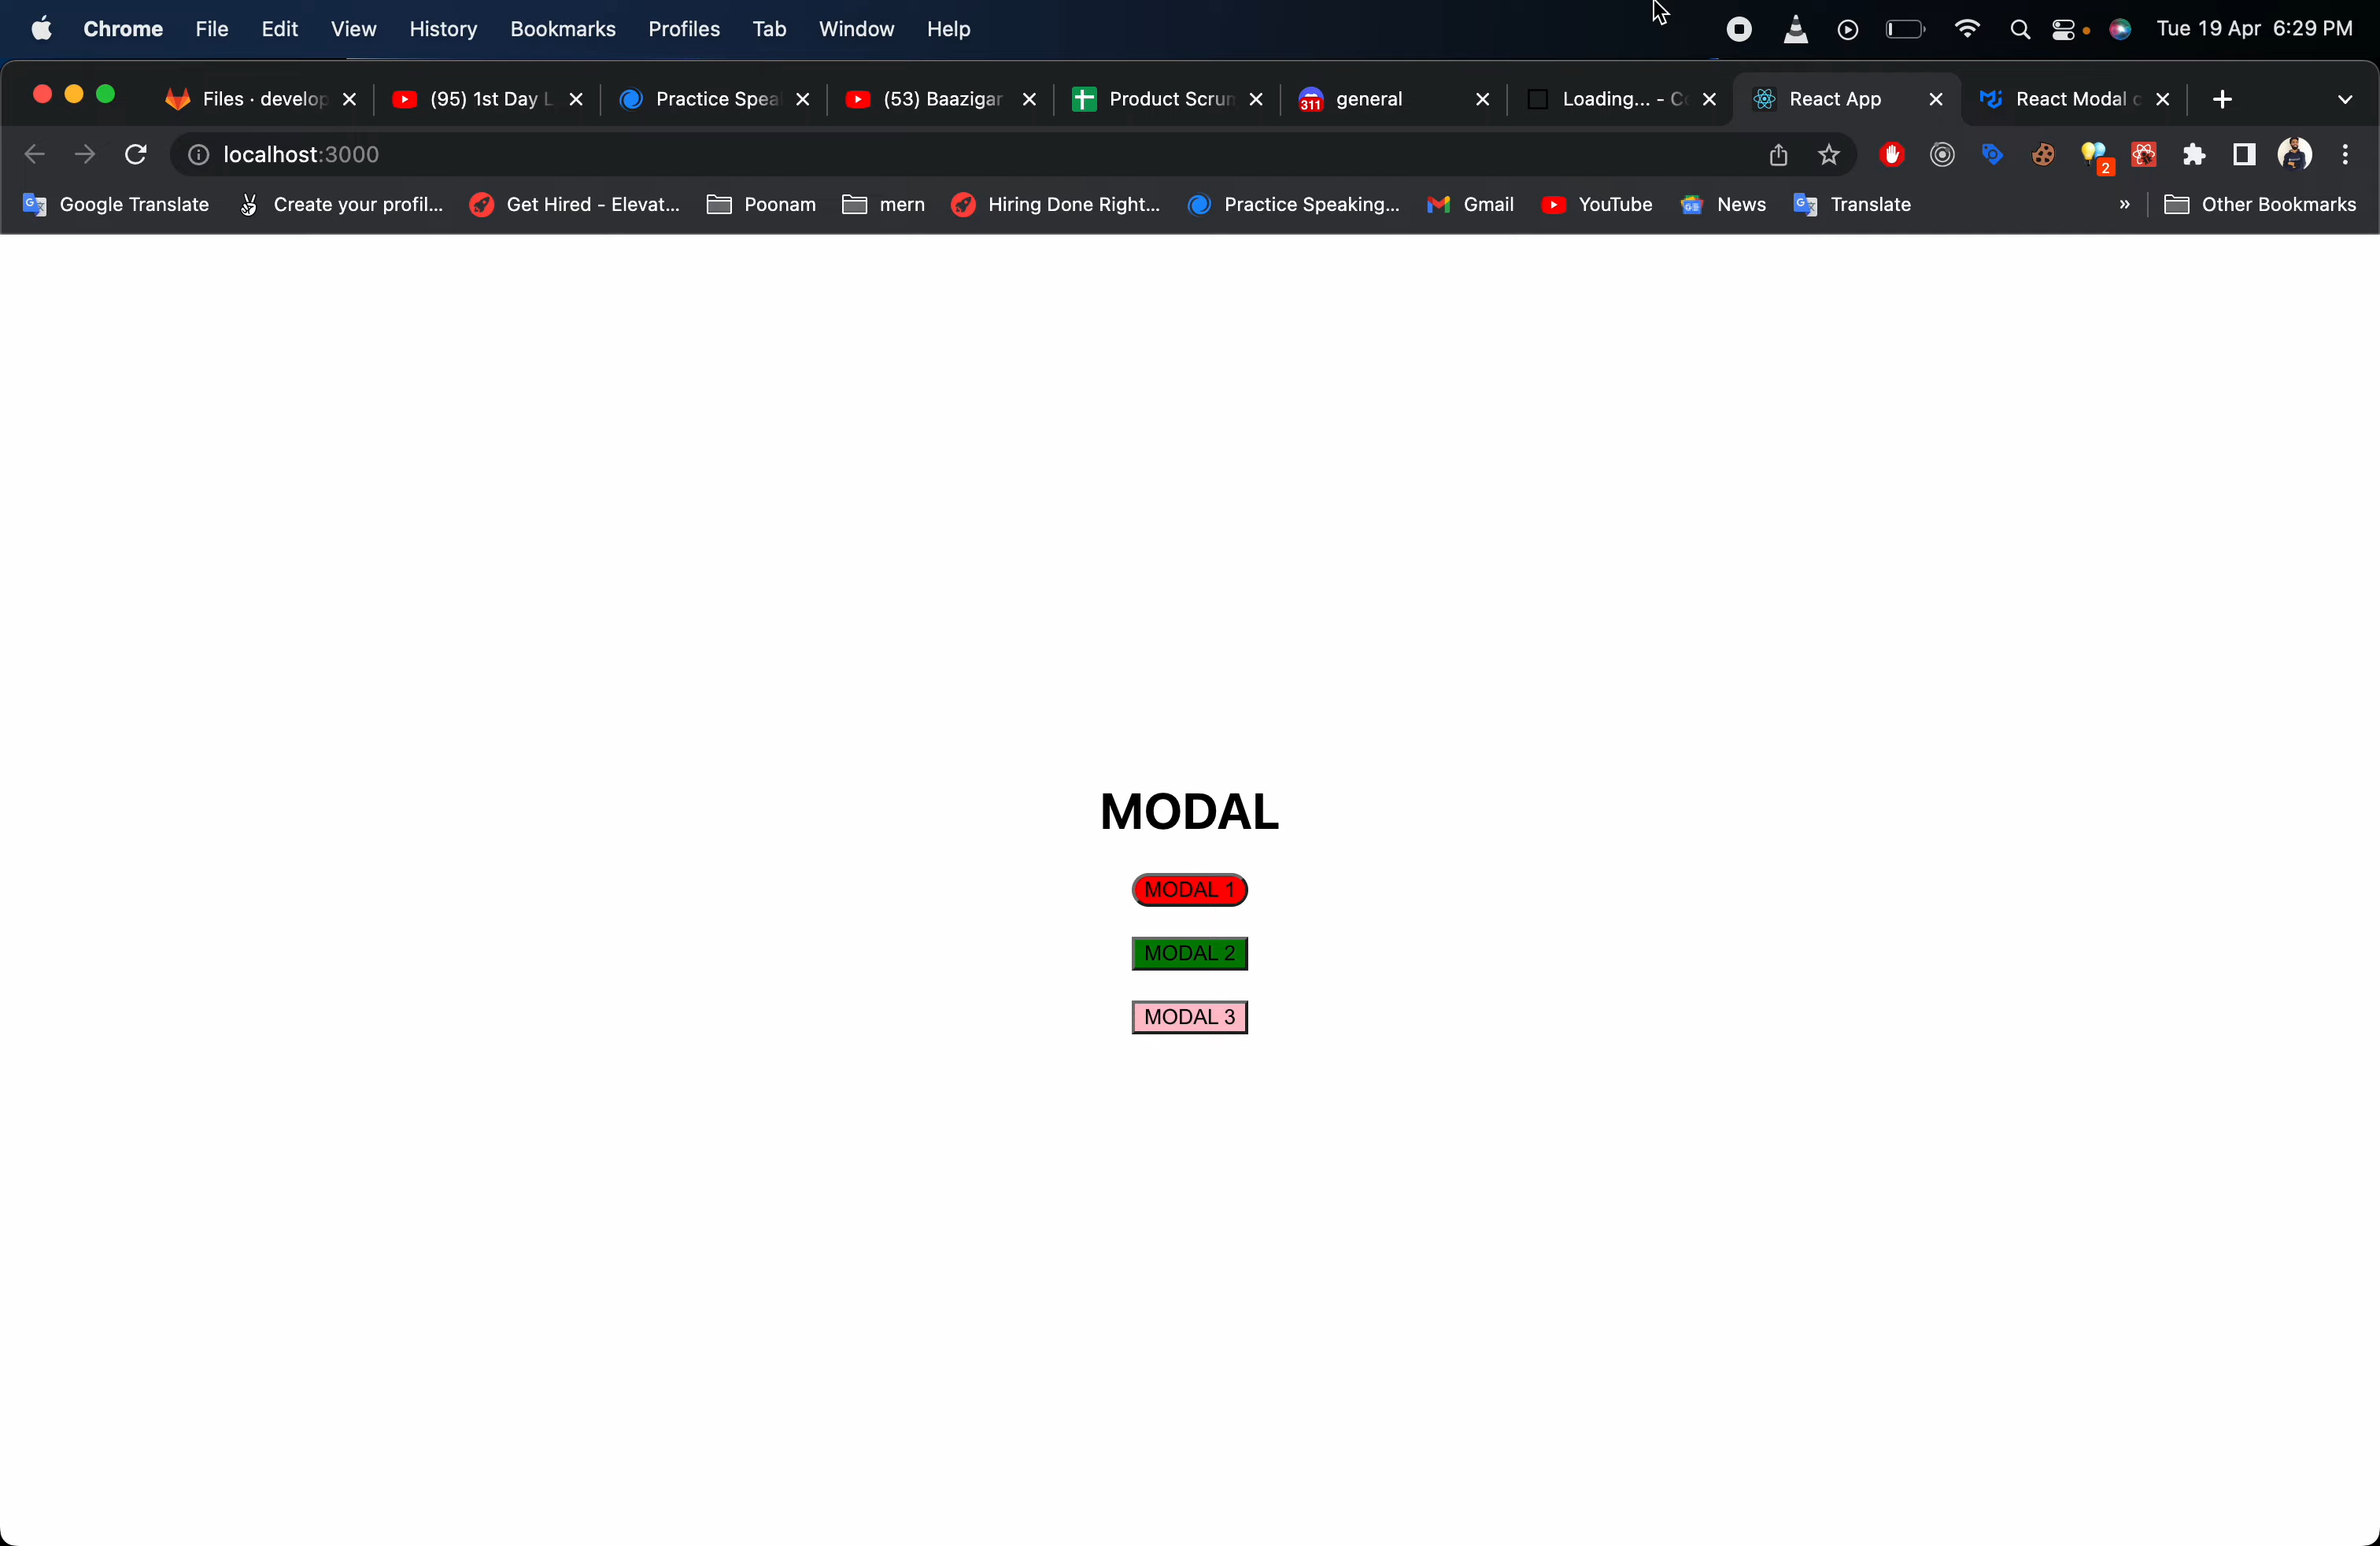 Chrome File Edit View History Bookmarks Profiles Tab Window Help Tue 19 Apr 6:29 PM
Files · develop (95) 1st Day L Practice Spea (53) Baazigar Product Scrum 311 general Loading... - Co React App React Modal c
localhost:3000 2
Google Translate Create your profil... Get Hired - Elevat... Poonam mern Hiring Done Right... Practice Speaking... Gmail YouTube News Translate » Other Bookmarks
MODAL
MODAL 1
MODAL 2
MODAL 3